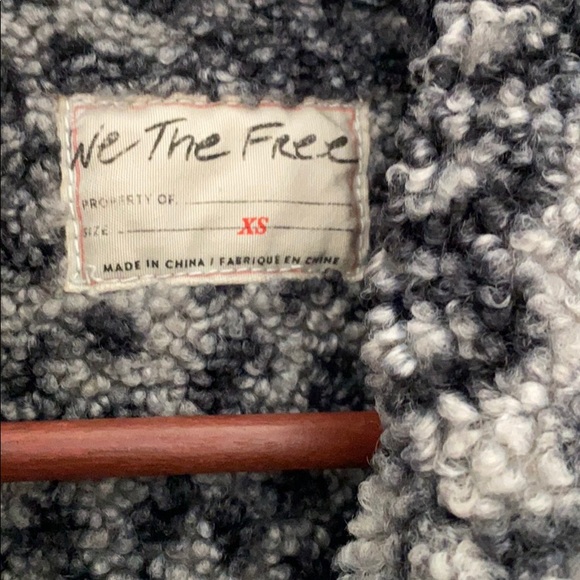 We The Free
PROPERTY OF
SIZE XS
MADE IN CHINA / FABRIQUÉ EN CHINE